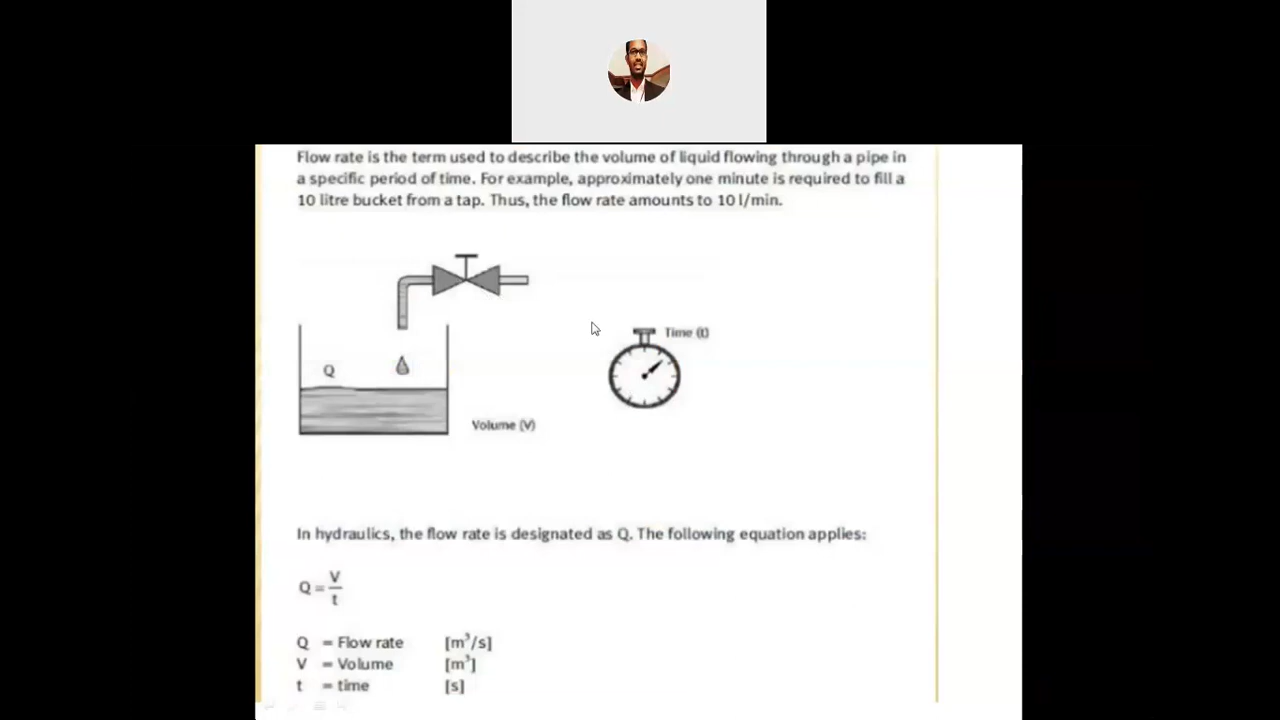 Flow rate is the term used to describe the volume of liquid flowing through a pipe in
a specific period of time. For example, approximately one minute is required to fill a
10 litre bucket from a tap. Thus, the flow rate amounts to 10 l/min.
Time (t)
Q
Volume (V)
In hydraulics, the flow rate is designated as Q. The following equation applies:
Q = V/t
Q = Flow rate [m³/s]
V = Volume [m³]
t = time [s]